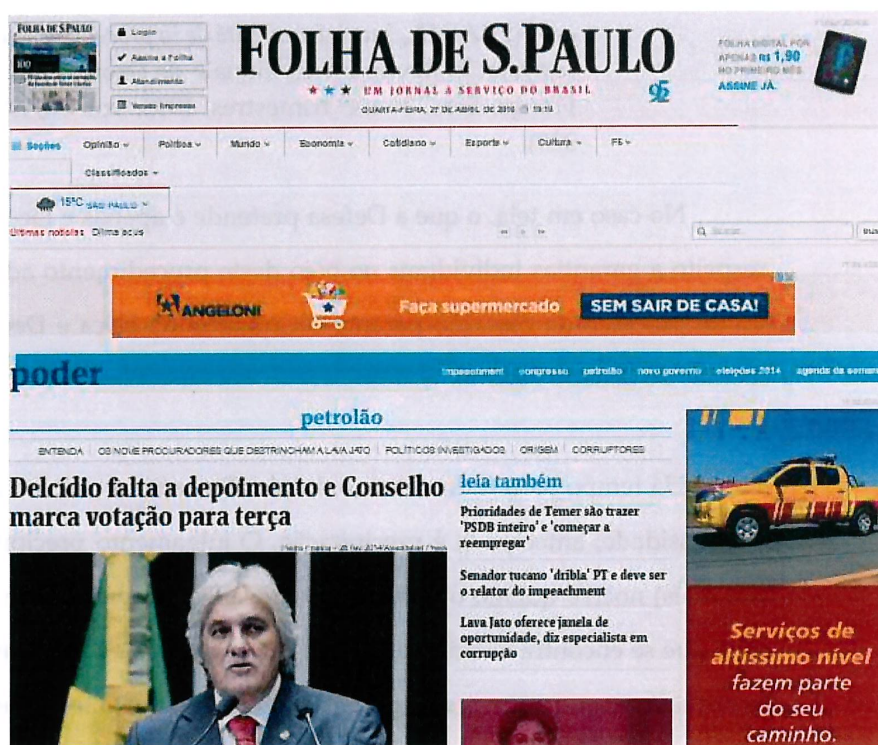 FOLHA DE S.PAULO
Login
Assine a Folha
Atendimento
Versão Impressa
FOLHA DE S.PAULO
UM JORNAL A SERVIÇO DO BRASIL
95
QUARTA-FEIRA, 27 DE ABRIL DE 2016 19:19
FOLHA DIGITAL POR
APENAS R$ 1,90
NO PRIMEIRO MÊS
ASSINE JÁ.
Seções Opinião Política Mundo Economia Cotidiano Esporte Cultura F5
Classificados
15°C SÃO PAULO
Últimas notícias Dilma
ANGELONI Faça supermercado SEM SAIR DE CASA!
poder
impeachment congresso petrolão novo governo eleições 2014 agenda da
petrolão
ENTENDA OS NOVE PROCURADORES QUE DESTRINCHAM A LAVA JATO POLÍTICOS INVESTIGADOS ORIGEM CORRUPTORES
Delcídio falta a depoimento e Conselho
marca votação para terça
leia também
Prioridades de Temer são trazer
'PSDB inteiro' e 'começar a
reempregar'
Senador tucano 'dribla' PT e deve ser
o relator do impeachment
Lava Jato oferece janela de
oportunidade, diz especialista em
corrupção
Serviços de
altíssimo nível
fazem parte
do seu
caminho.